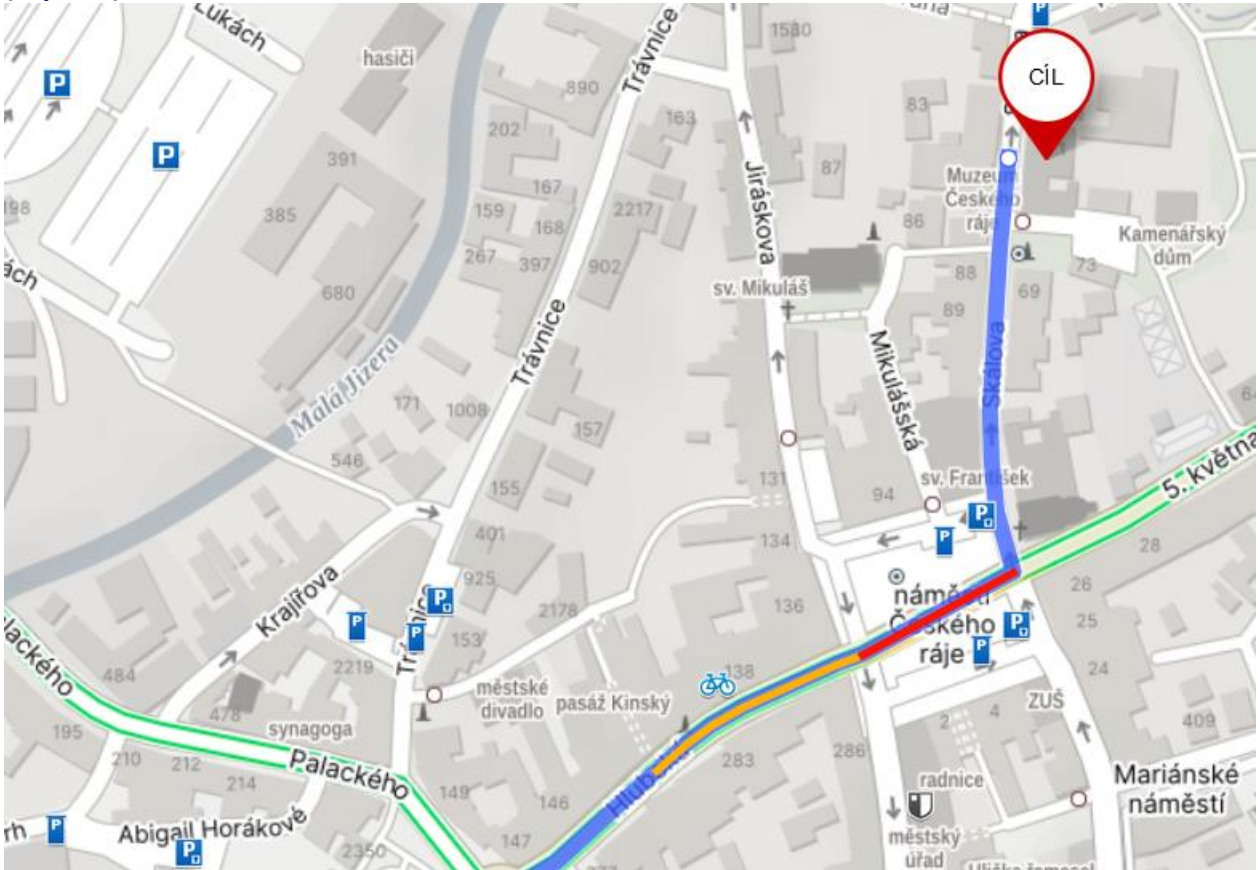 Lukách
hasiči
Trávnice
1530
CÍL
890
83
202
163
391
87
Jiráskova
Muzeum
Českého
ráje
198
385
167
159
2217
168
86
Kamenářský
dům
267
397
902
88
73
sv. Mikuláš
680
69
89
Trávnice
Skálova
Malá Jizera
Mikulášská
171
1008
157
546
131
sv. František
5. května
155
94
401
134
28
925
náměstí
Českého
ráje
26
Krajířova
2178
136
25
153
484
2219
138
24
městské
divadlo
pasáž Kinský
ZUŠ
478
2
4
409
195
synagoga
210
212
283
286
Palackého
radnice
Mariánské
náměstí
214
149
146
Abigail Horákové
147
městský
úřad
2350